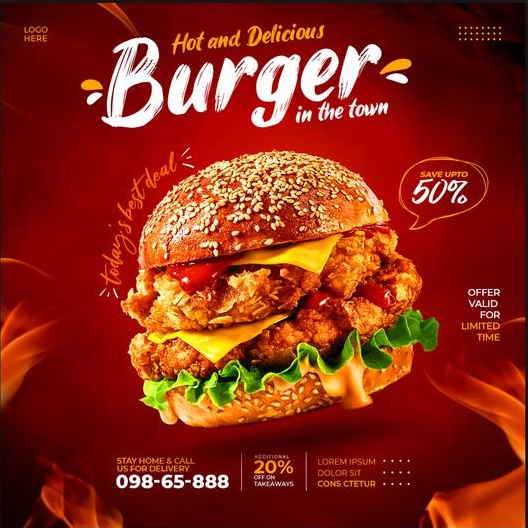 LOGO
HERE
Hot and Delicious
Burger
in the town
today's best deal
SAVE UPTO
50%
OFFER
VALID
FOR
LIMITED
TIME
STAY HOME & CALL
US FOR DELIVERY
098-65-888
ADDITIONAL
20%
OFF ON
TAKEAWAYS
LOREM IPSUM
DOLOR SIT
CONS CTETUR